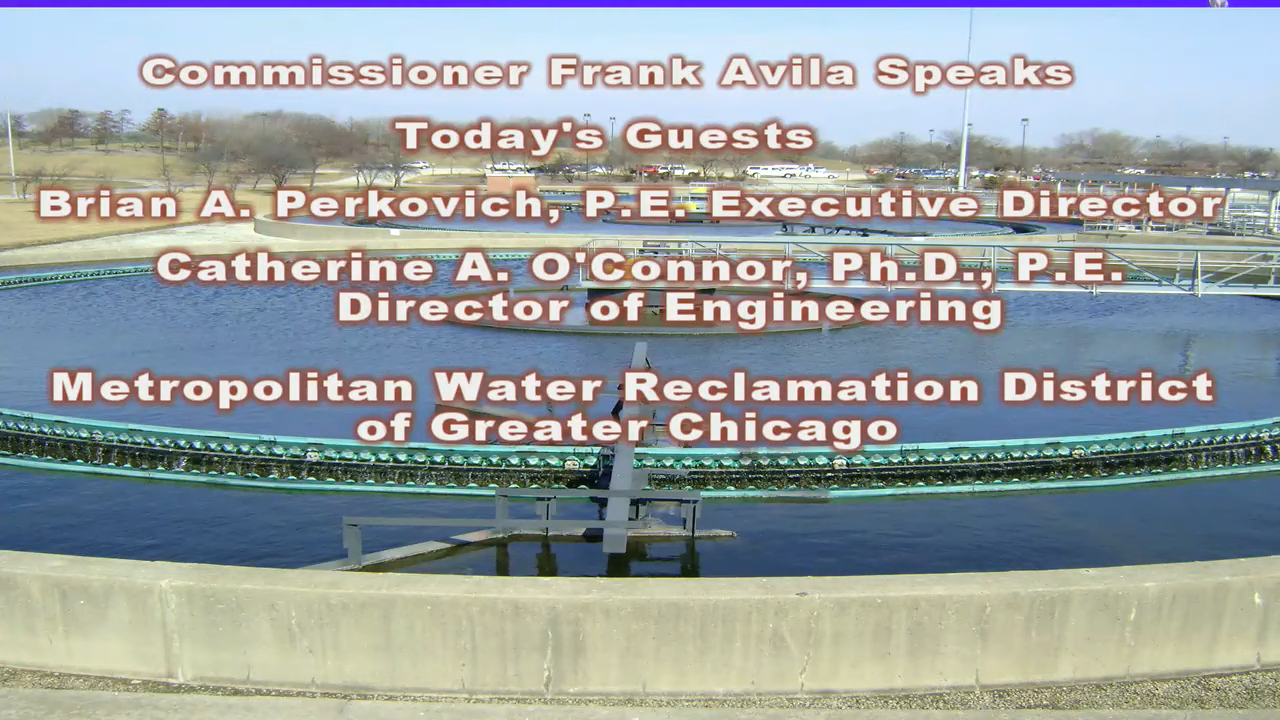 Commissioner Frank Avila Speaks
Today's Guests
Brian A. Perkovich, P.E. Executive Director
Catherine A. O'Connor, Ph.D., P.E.
Director of Engineering
Metropolitan Water Reclamation District
of Greater Chicago